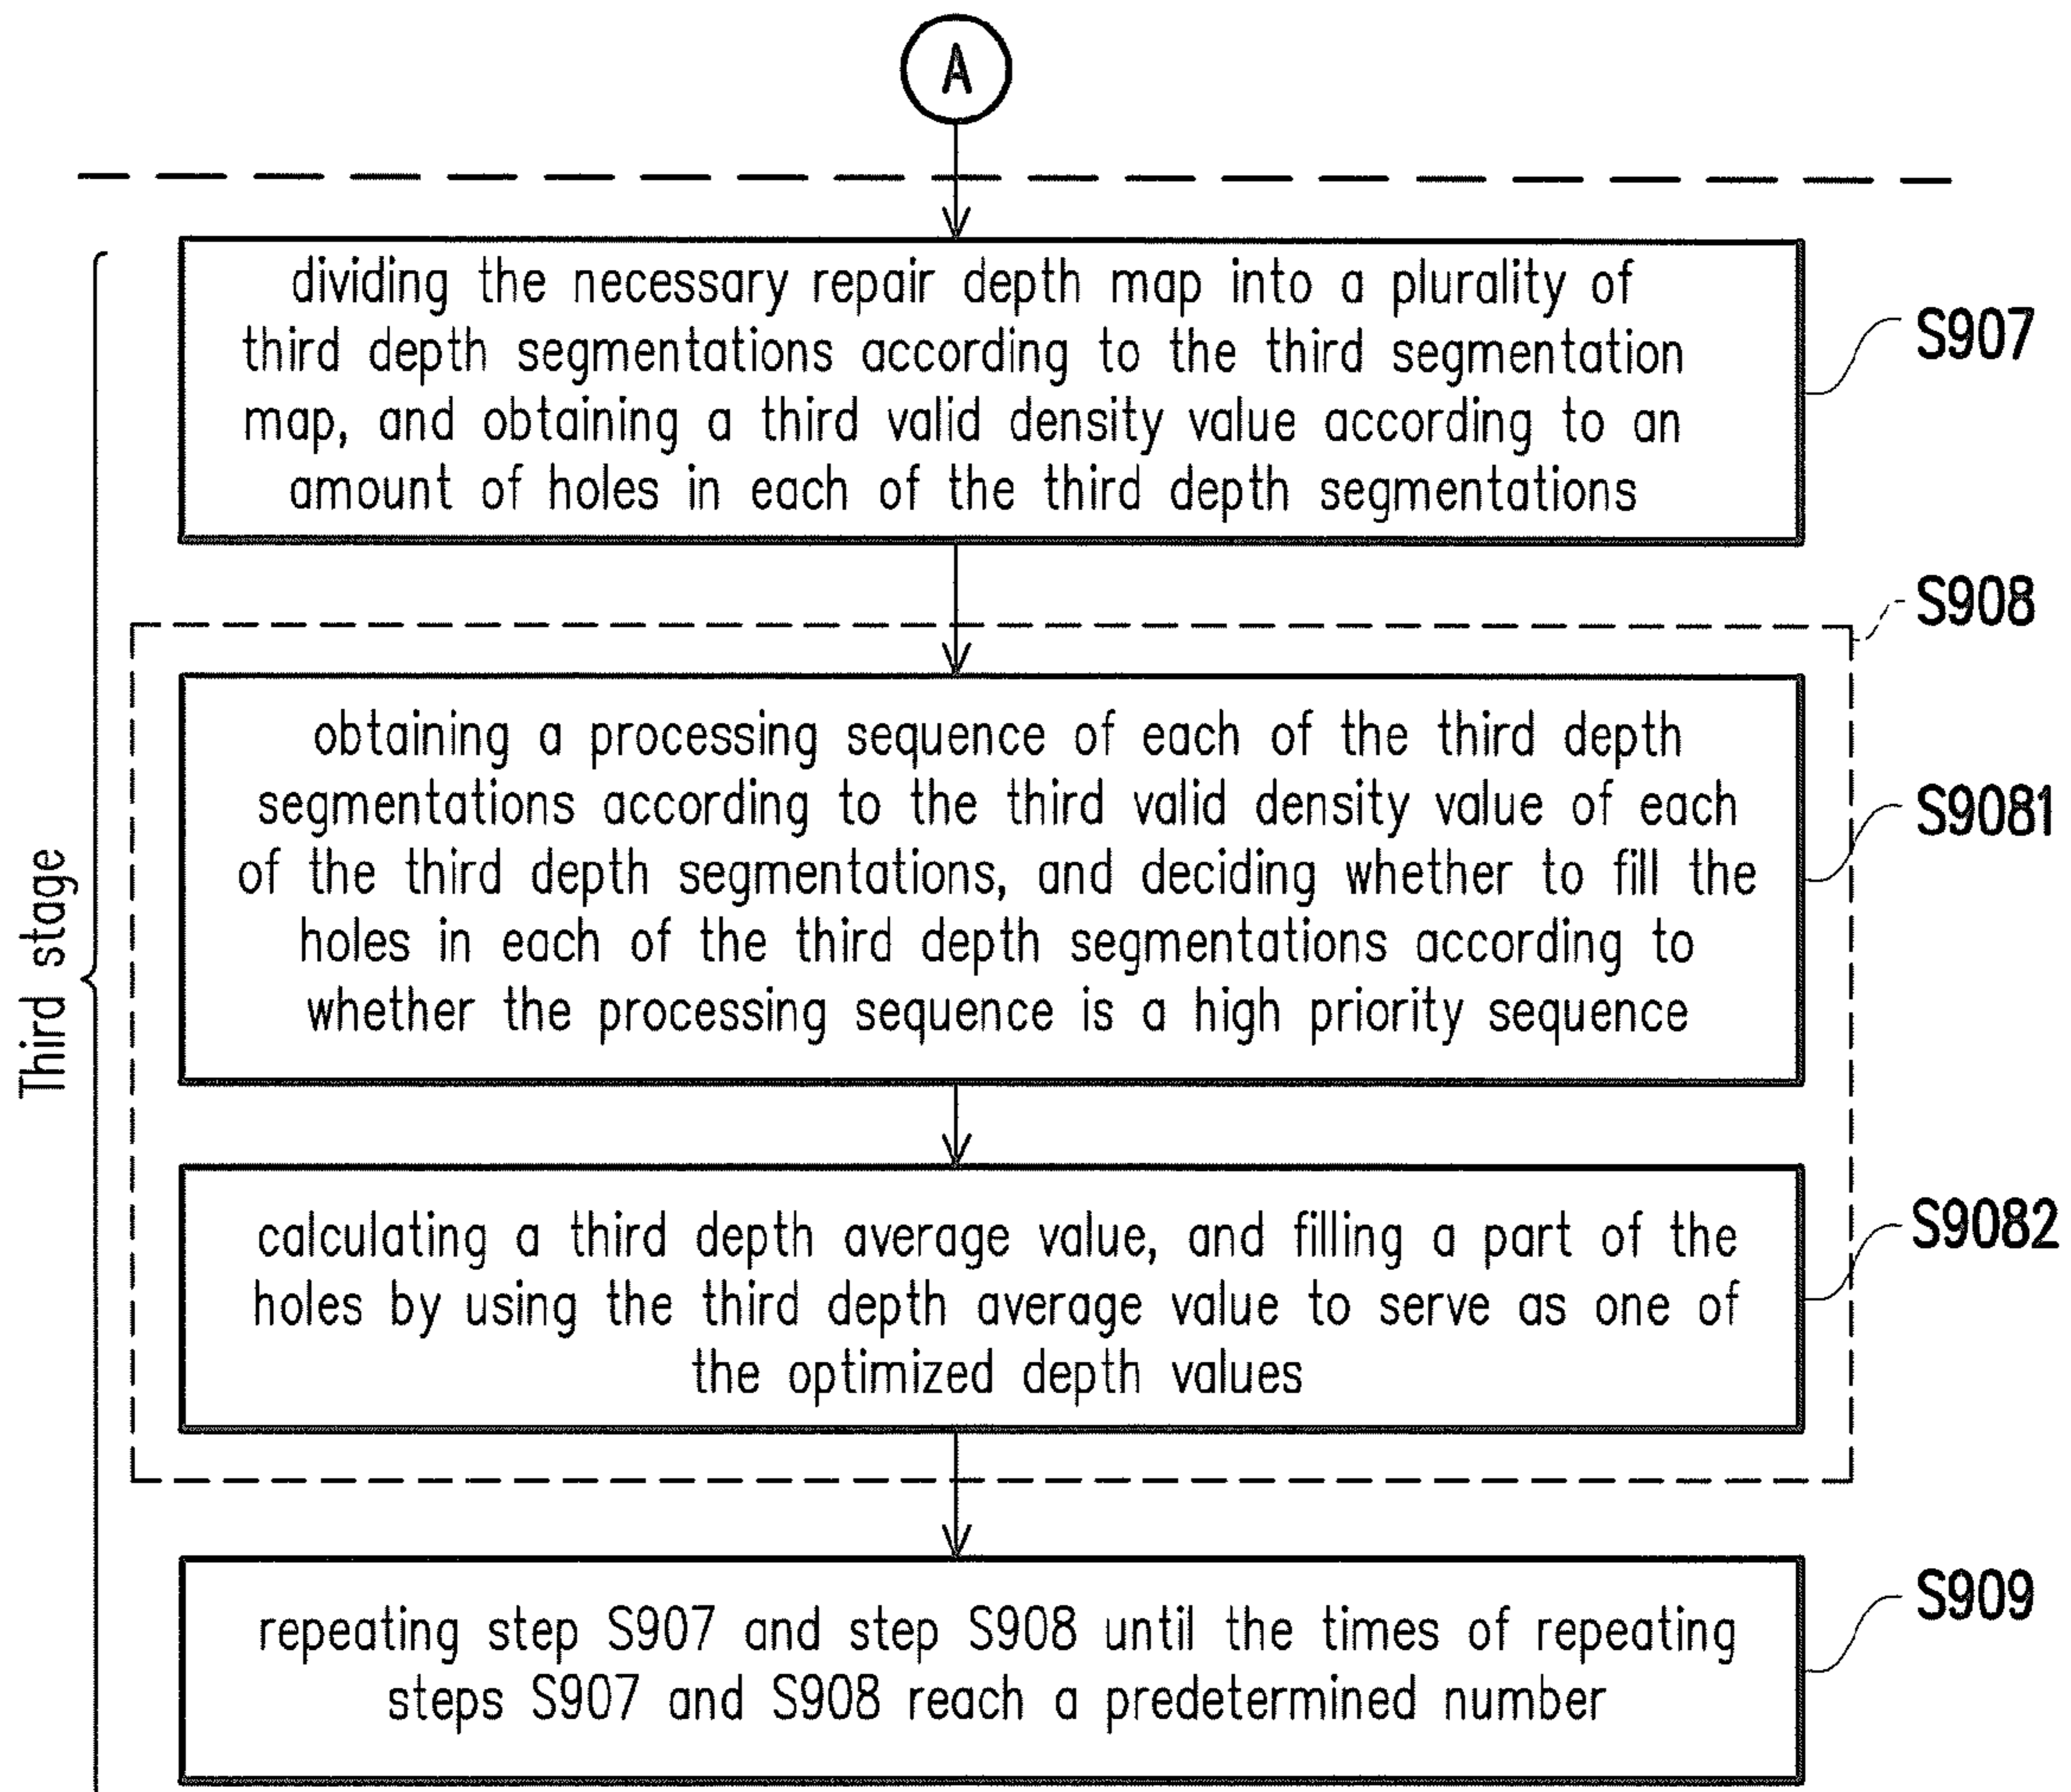 A
dividing the necessary repair depth map into a plurality of
third depth segmentations according to the third segmentation
map, and obtaining a third valid density value according to an
amount of holes in each of the third depth segmentations
S907
S908
obtaining a processing sequence of each of the third depth
segmentations according to the third valid density value of each
of the third depth segmentations, and deciding whether to fill the
holes in each of the third depth segmentations according to
whether the processing sequence is a high priority sequence
S9081
Third stage
calculating a third depth average value, and filling a part of the
holes by using the third depth average value to serve as one of
the optimized depth values
S9082
repeating step S907 and step S908 until the times of repeating
steps S907 and S908 reach a predetermined number
S909